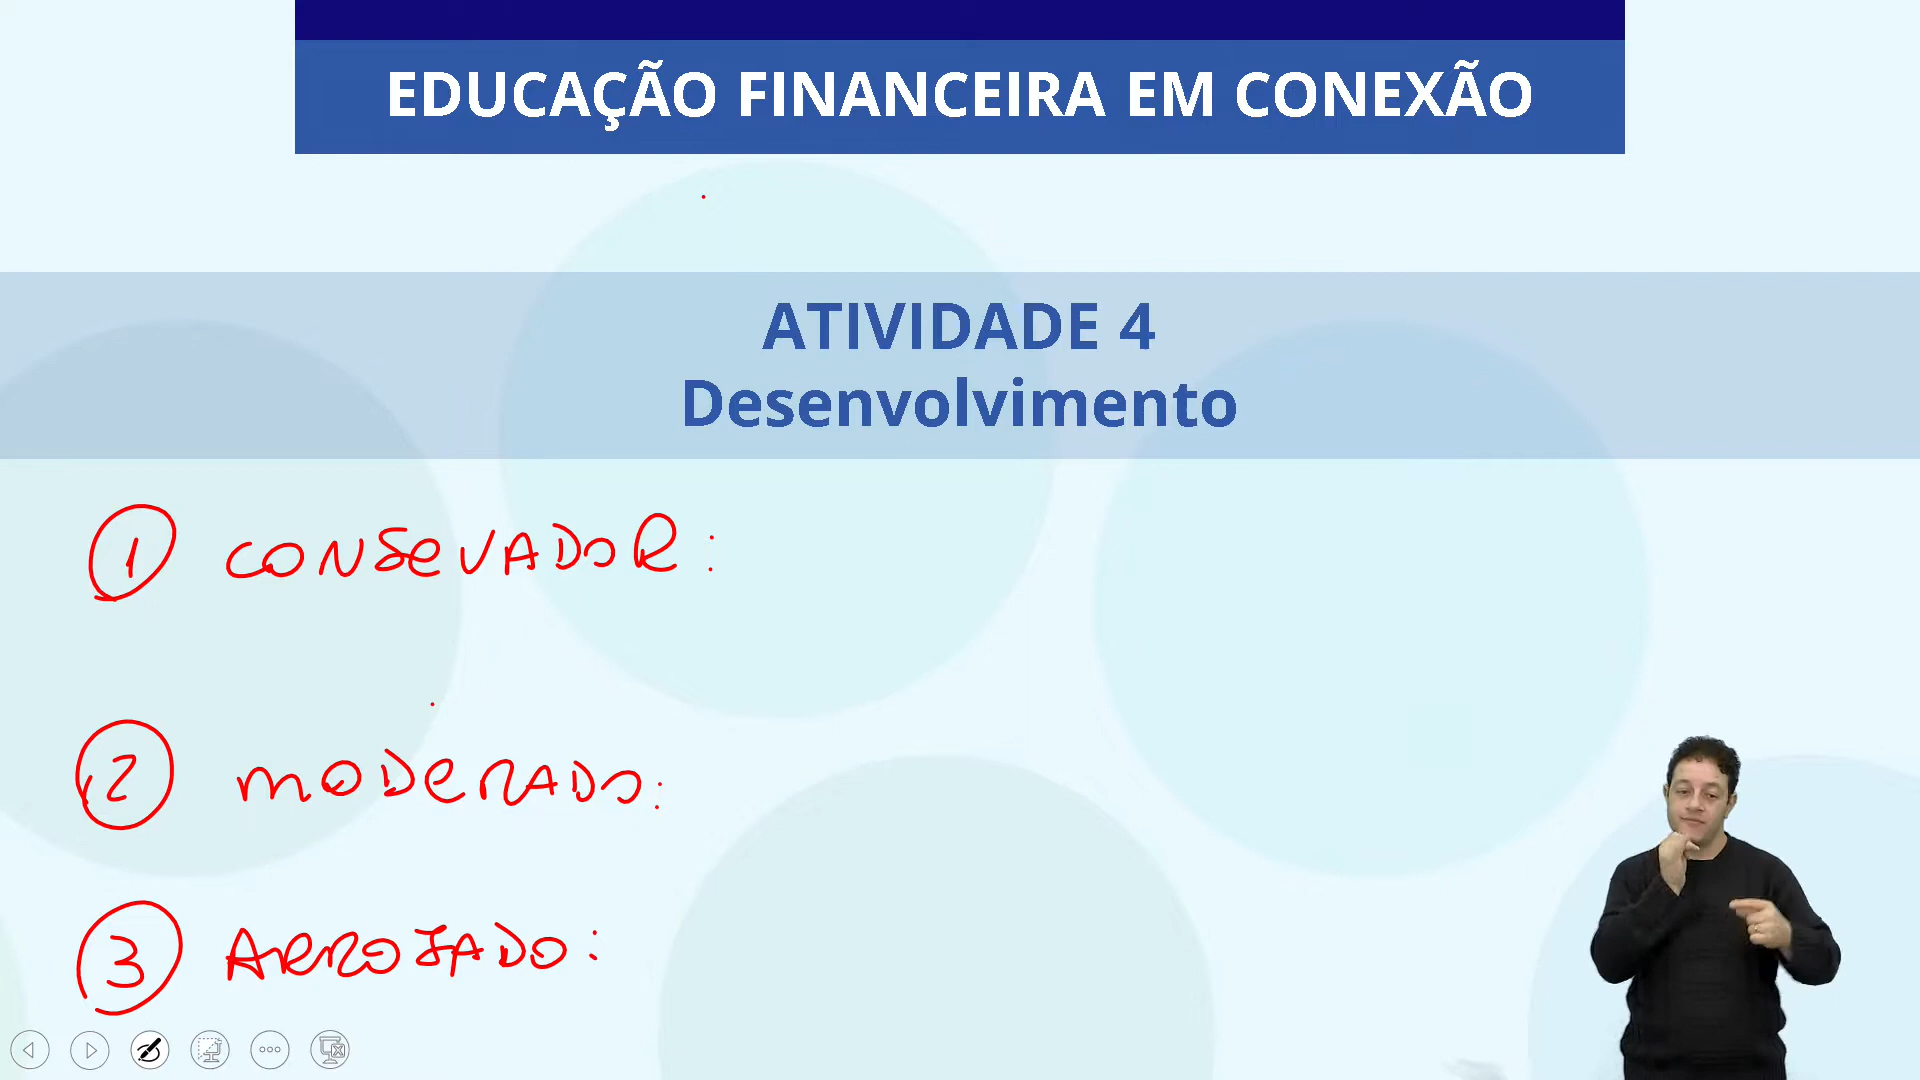 EDUCAÇÃO FINANCEIRA EM CONEXÃO
ATIVIDADE 4
Desenvolvimento
1 CONSEVADOR:
2 MODERADO:
3 ARROJADO: